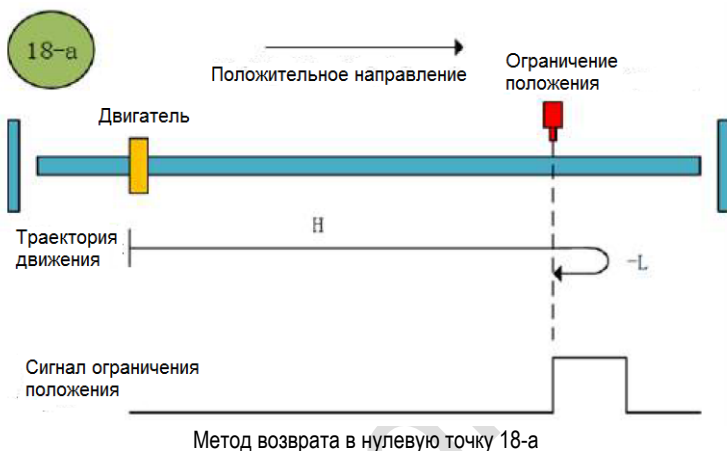 18-a
Положительное направление
Ограничение
положения
Двигатель
H
Траектория
движения
-L
Сигнал ограничения
положения
Метод возврата в нулевую точку 18-а